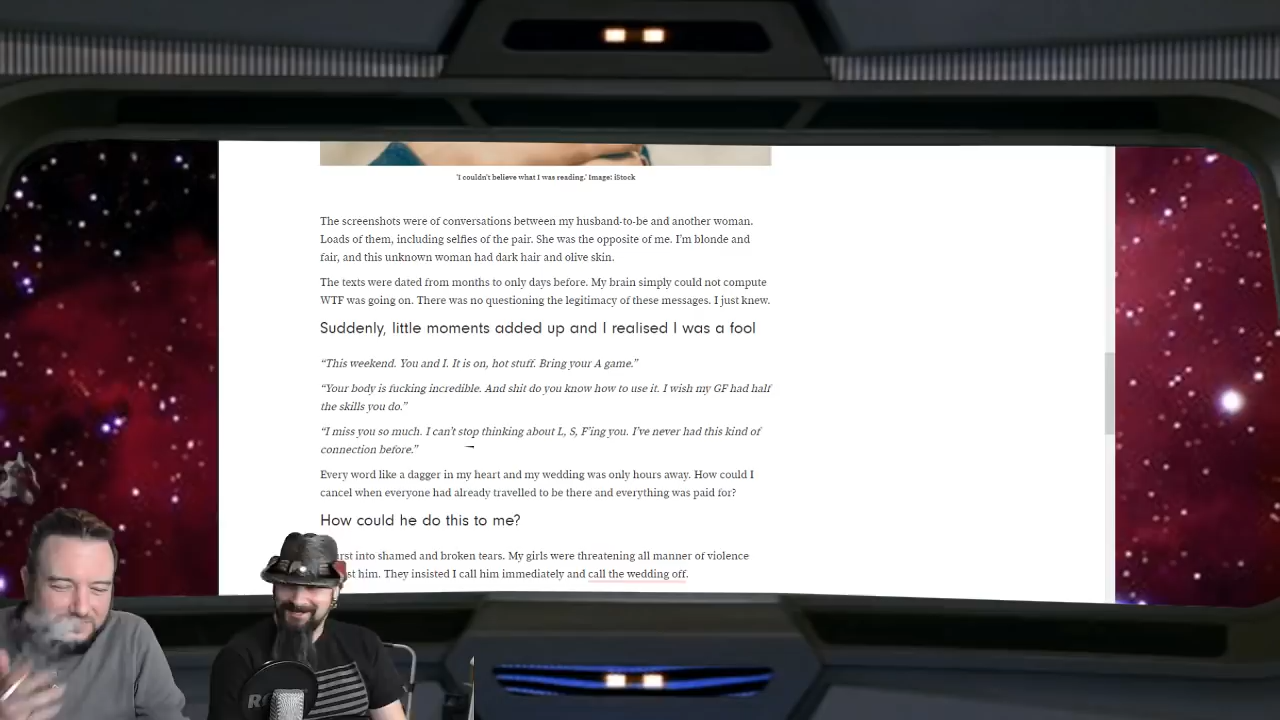 'I couldn't believe what I was reading.' Image: iStock
The screenshots were of conversations between my husband-to-be and another woman.
Loads of them, including selfies of the pair. She was the opposite of me. I'm blonde and
fair, and this unknown woman had dark hair and olive skin.
The texts were dated from months to only days before. My brain simply could not compute
WTF was going on. There was no questioning the legitimacy of these messages. I just knew.
Suddenly, little moments added up and I realised I was a fool
“This weekend. You and I. It is on, hot stuff. Bring your A game.”
“Your body is fucking incredible. And shit do you know how to use it. I wish my GF had half
the skills you do.”
“I miss you so much. I can't stop thinking about L, S, F'ing you. I've never had this kind of
connection before.”
Every word like a dagger in my heart and my wedding was only hours away. How could I
cancel when everyone had already travelled to be there and everything was paid for?
How could he do this to me?
into shamed and broken tears. My girls were threatening all manner of violence
him. They insisted I call him immediately and call the wedding off.